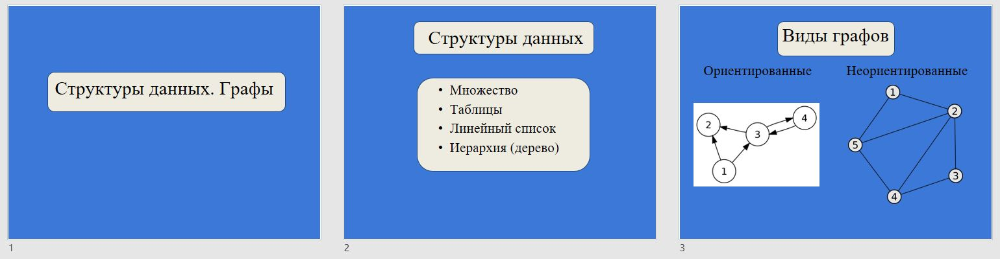 Структуры данных. Графы
1
Структуры данных
• Множество
• Таблицы
• Линейный список
• Иерархия (дерево)
2
Виды графов
Ориентированные
Неориентированные
2
3
4
1
1
2
5
3
4
3